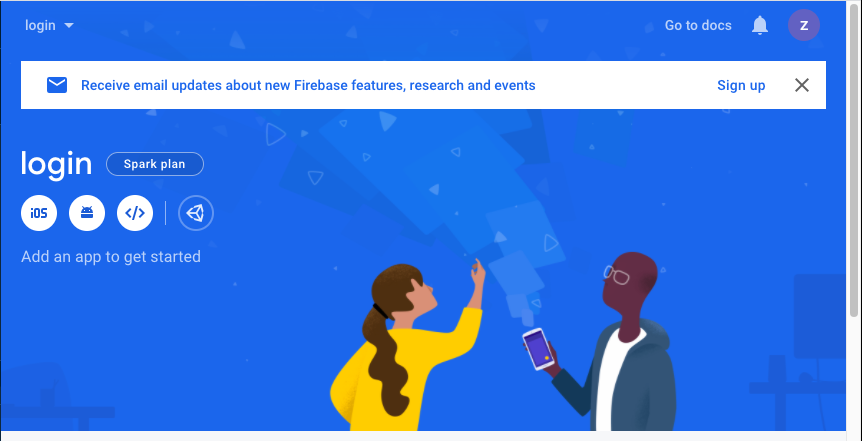 login
Go to docs
Z
Receive email updates about new Firebase features, research and events
Sign up
login
Spark plan
iOS
</>
Add an app to get started